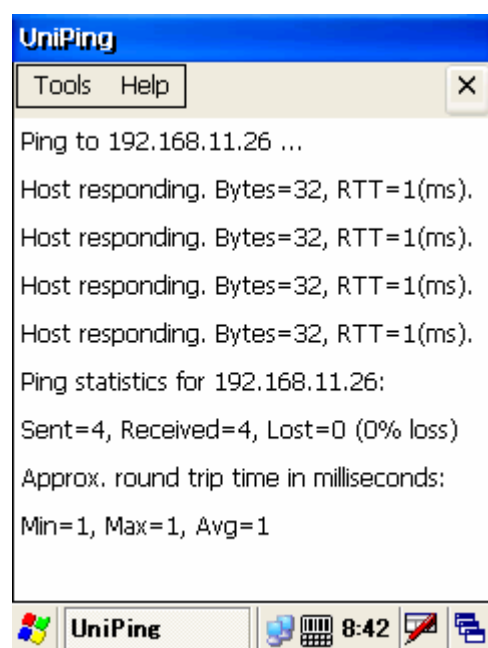 UniPing
Tools Help
Ping to 192.168.11.26 ...
Host responding. Bytes=32, RTT=1(ms).
Host responding. Bytes=32, RTT=1(ms).
Host responding. Bytes=32, RTT=1(ms).
Host responding. Bytes=32, RTT=1(ms).
Ping statistics for 192.168.11.26:
Sent=4, Received=4, Lost=0 (0% loss)
Approx. round trip time in milliseconds:
Min=1, Max=1, Avg=1
UniPing 8:42